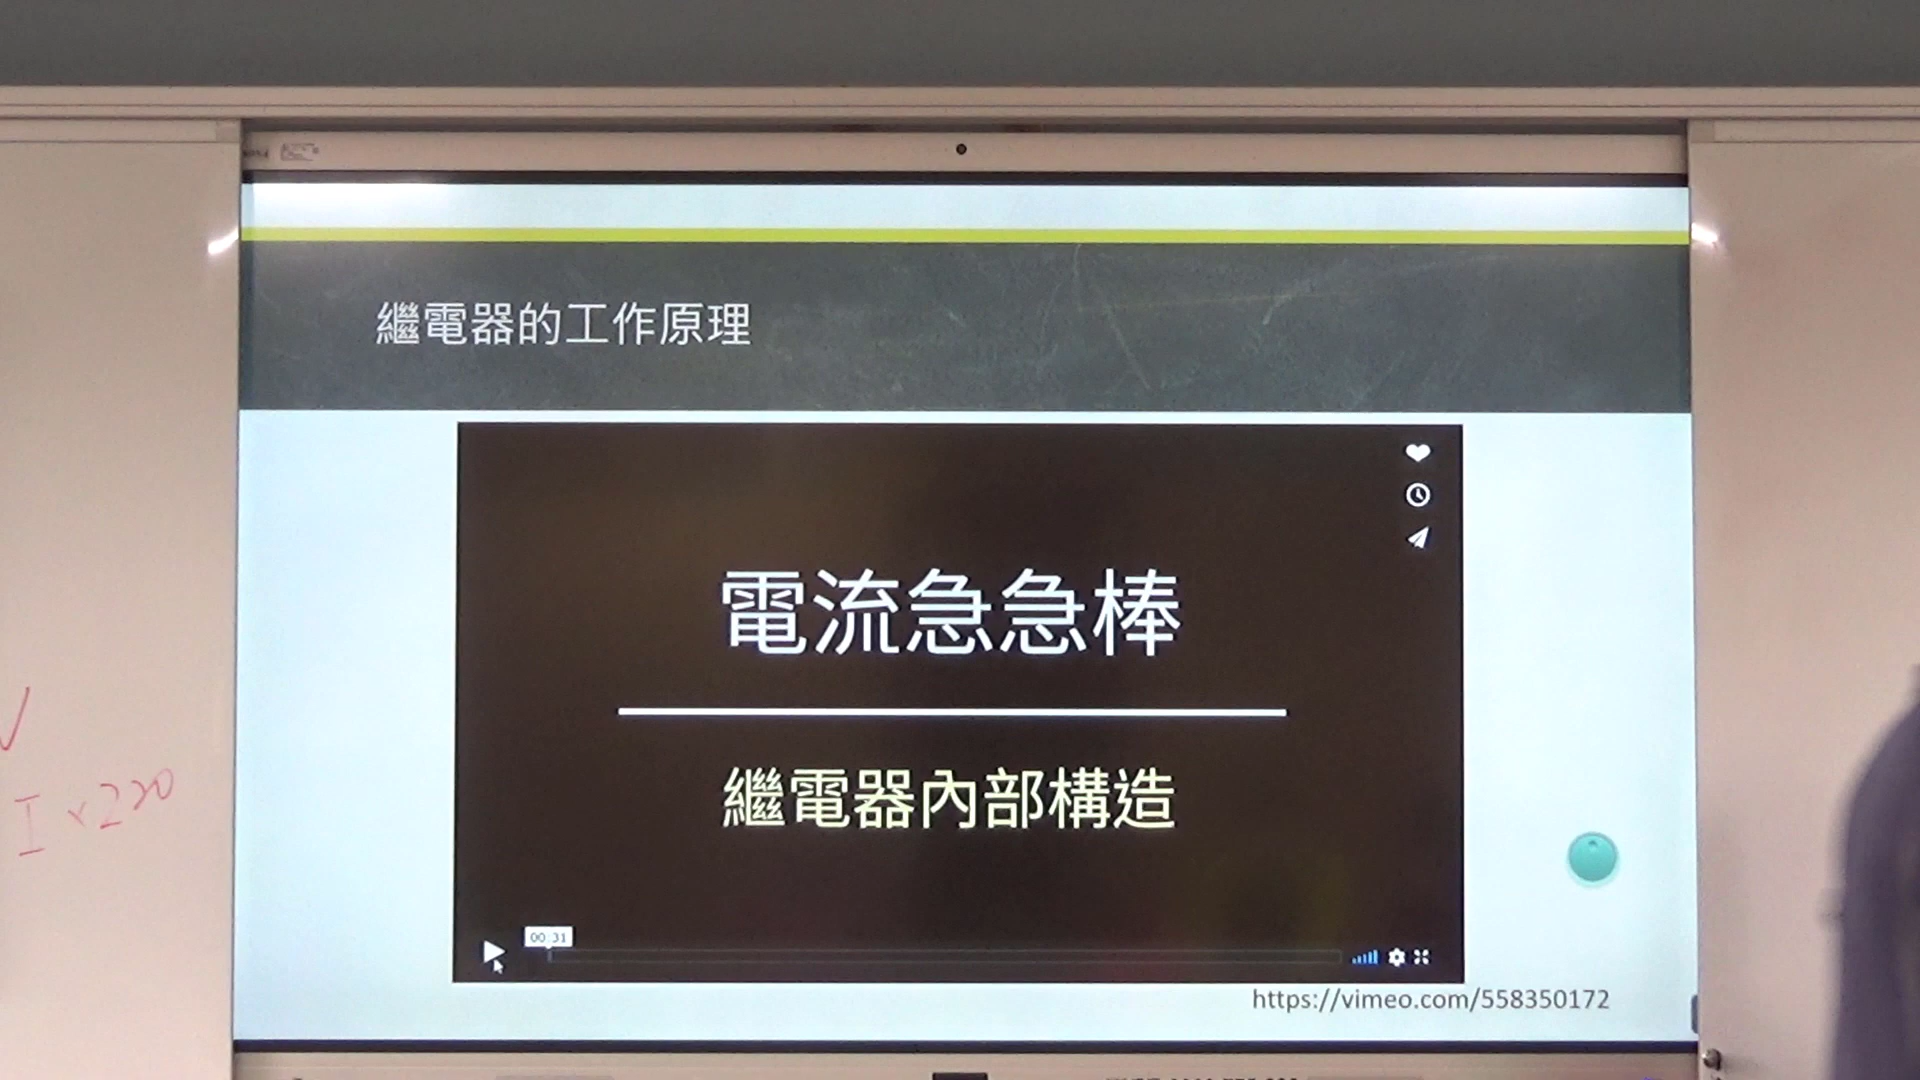 繼電器的工作原理
電流急急棒
繼電器內部構造
00:31
https://vimeo.com/558350172
V
I × 220